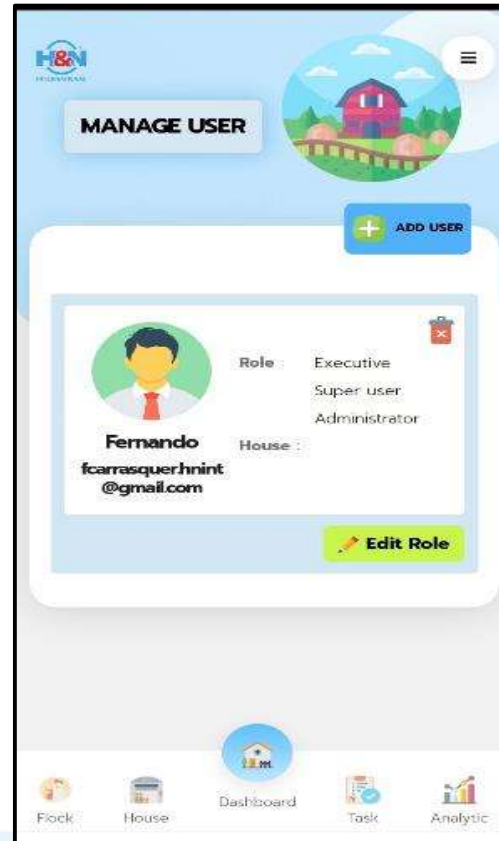 H&N
INTERNATIONAL
MANAGE USER
ADD USER
Role Executive
Super user
Administrator
Fernando
House :
fcarrasquer.hnint
@gmail.com
Edit Role
Flock House Dashboard Task Analytic